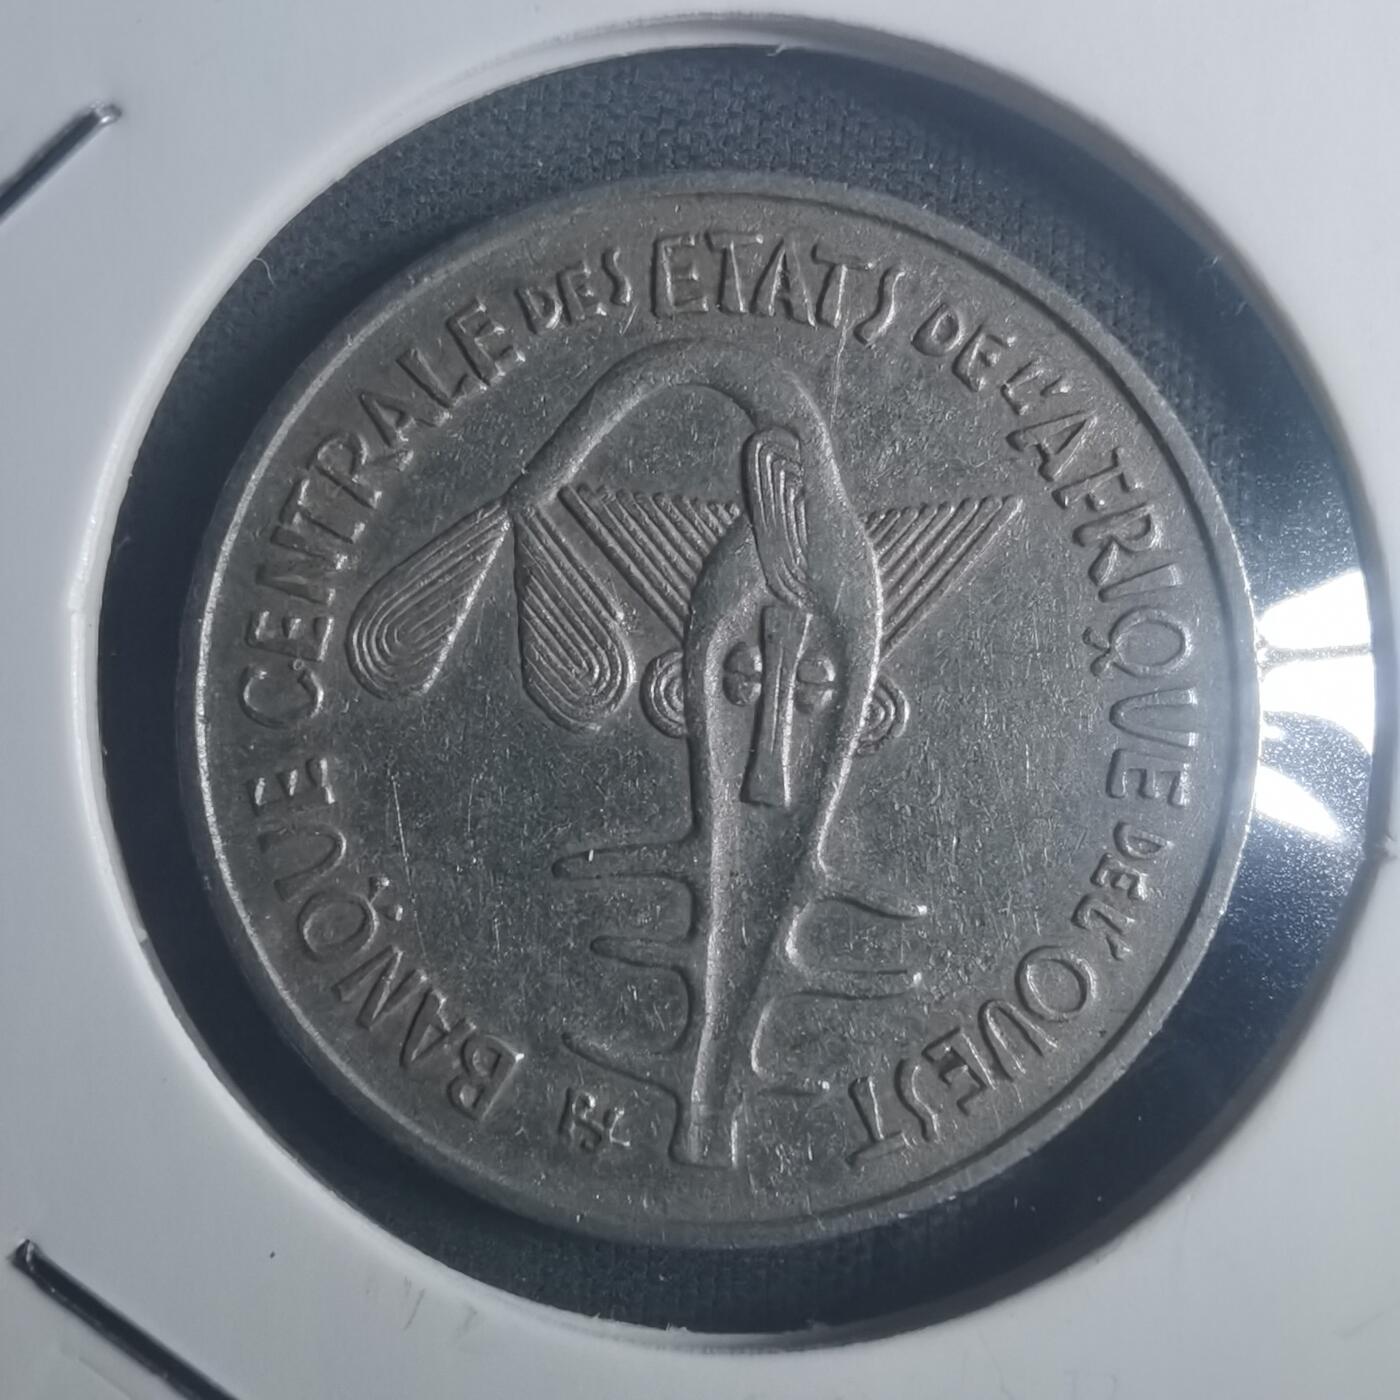 BANQUE CENTRALE DES ETATS DE L'AFRIQUE DE L'OUEST